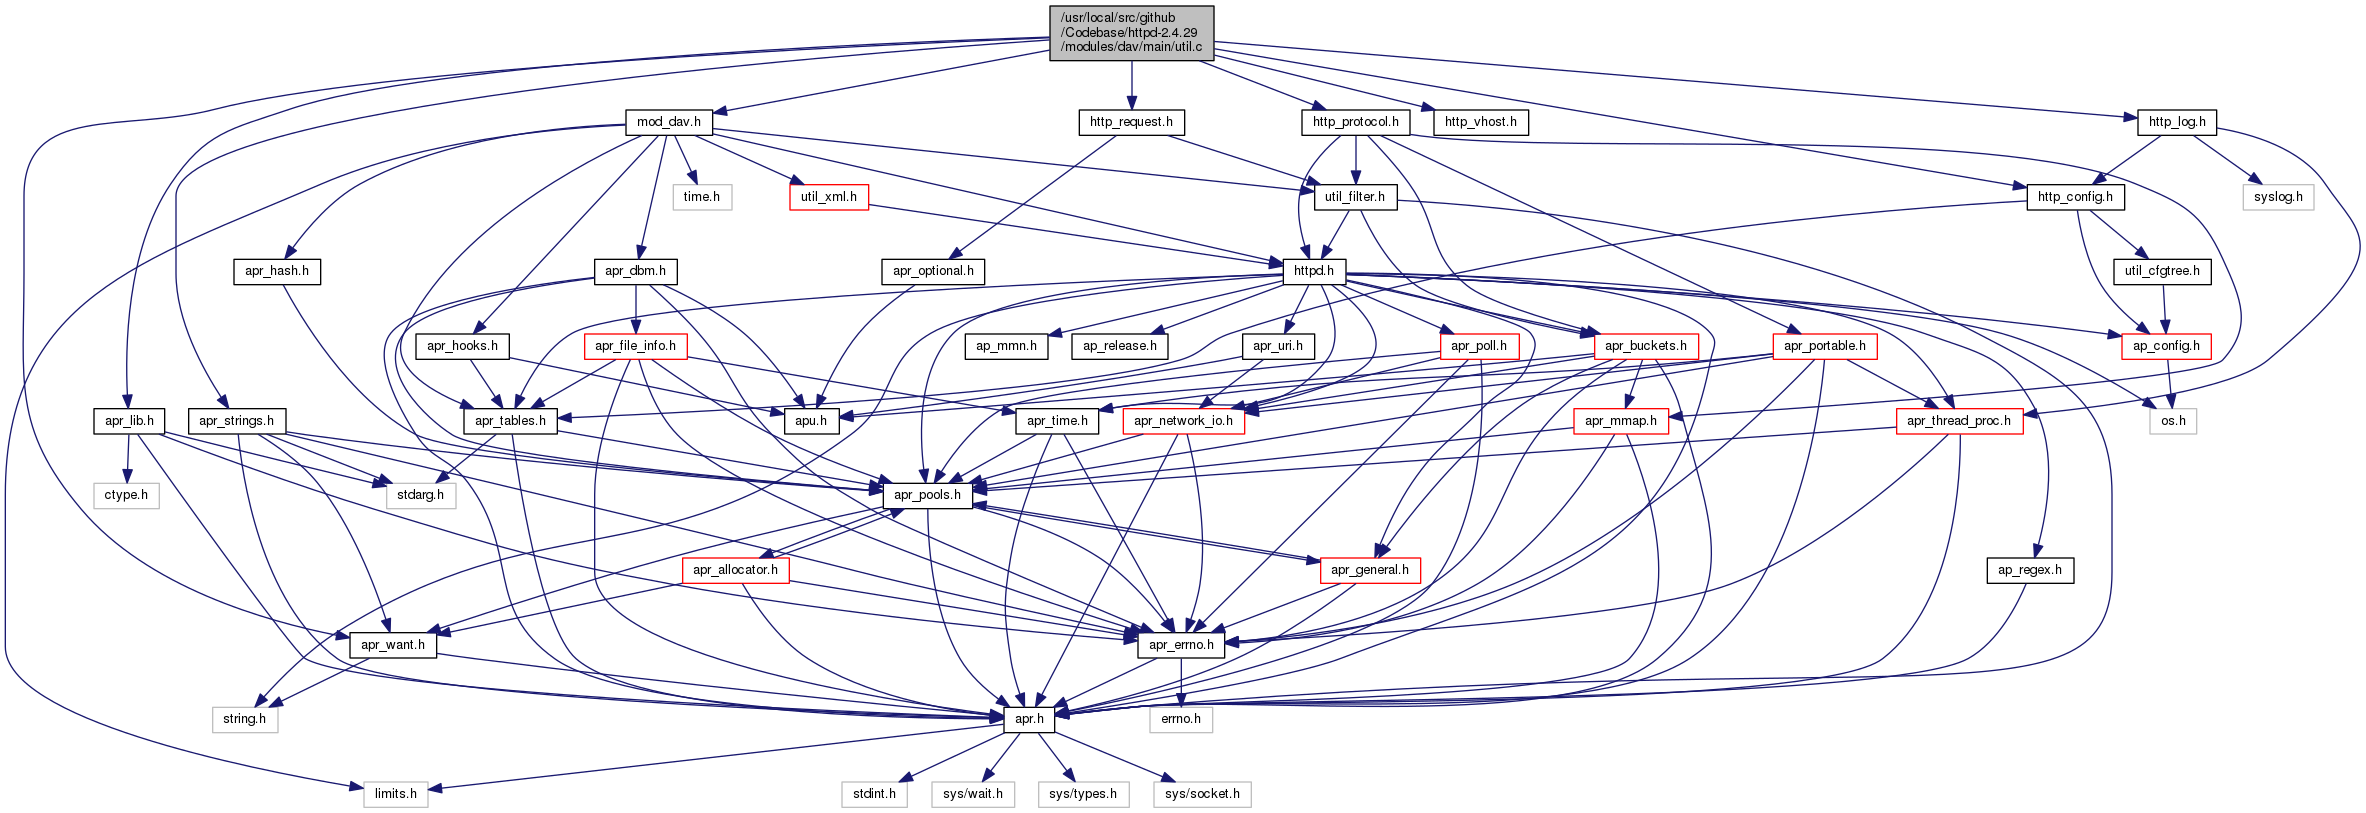 /usr/local/src/github
/Codebase/httpd-2.4.29
/modules/dav/main/util.c
mod_dav.h
http_request.h
http_protocol.h
http_vhost.h
http_log.h
time.h
util_xml.h
util_filter.h
http_config.h
syslog.h
apr_hash.h
apr_dbm.h
apr_optional.h
httpd.h
util_cfgtree.h
apr_hooks.h
apr_file_info.h
ap_mmn.h
ap_release.h
apr_uri.h
apr_poll.h
apr_buckets.h
apr_portable.h
ap_config.h
apr_lib.h
apr_strings.h
apr_tables.h
apu.h
apr_time.h
apr_network_io.h
apr_mmap.h
apr_thread_proc.h
os.h
ctype.h
stdarg.h
apr_pools.h
apr_allocator.h
apr_general.h
ap_regex.h
apr_want.h
apr_errno.h
string.h
apr.h
errno.h
limits.h
stdint.h
sys/wait.h
sys/types.h
sys/socket.h